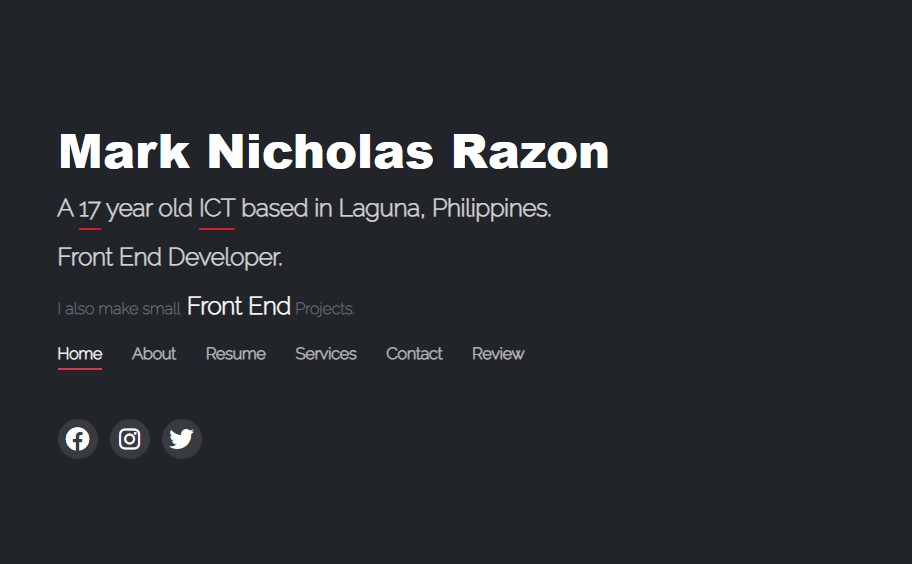 Mark Nicholas Razon
A 17 year old ICT based in Laguna, Philippines.
Front End Developer.
I also make small Front End Projects.
Home About Resume Services Contact Review